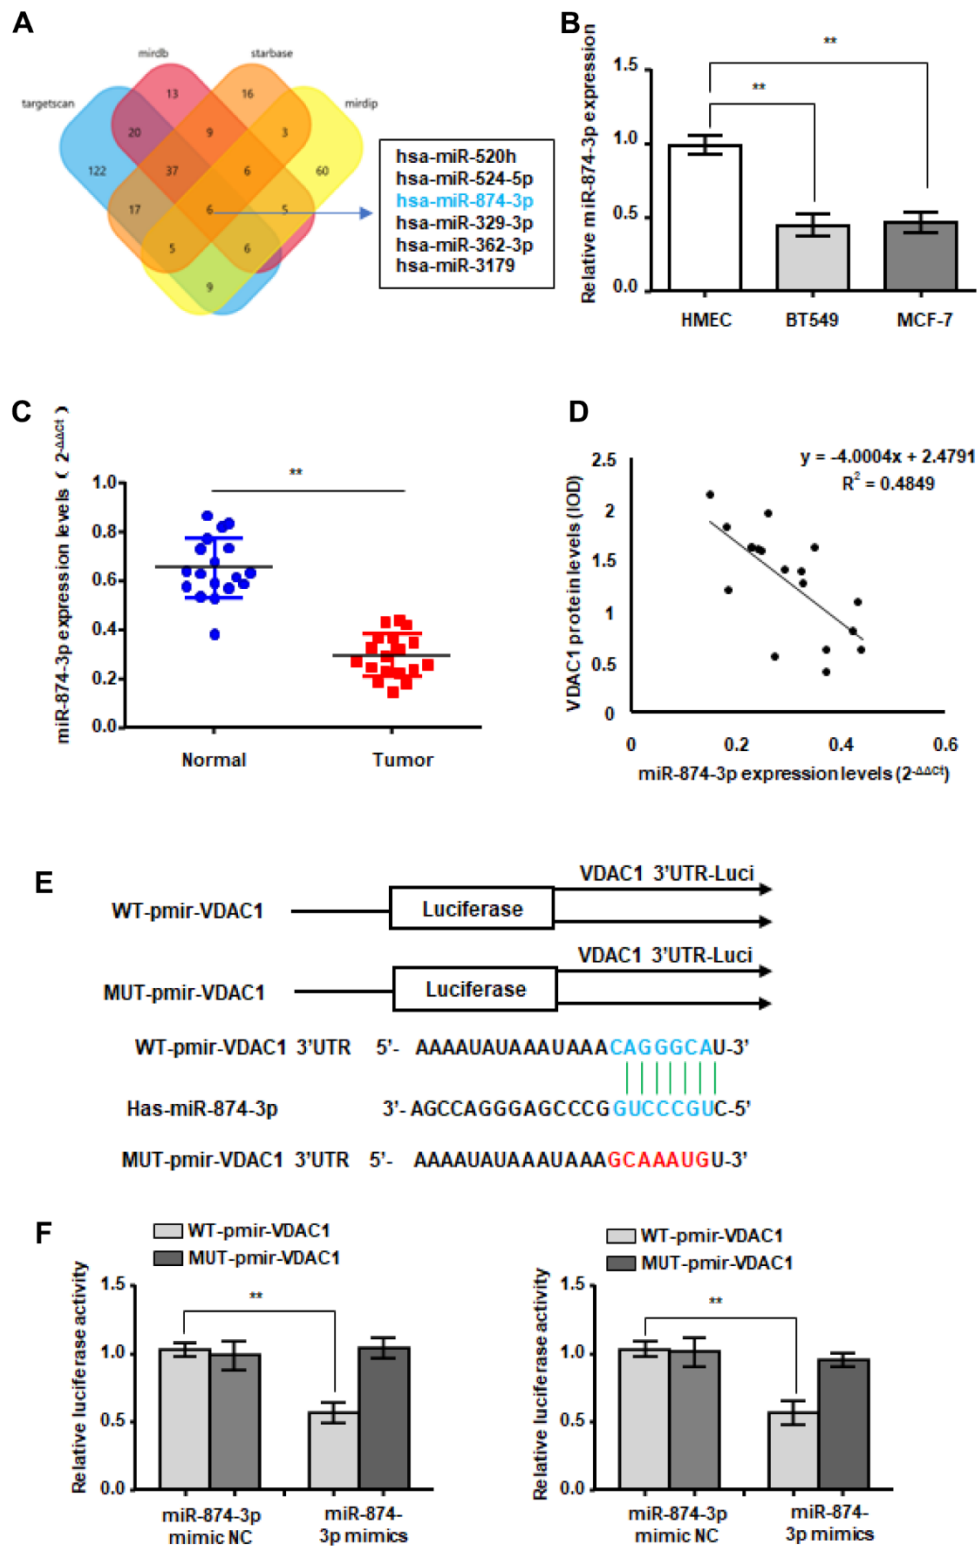 A
mirdb
starbase
targetscan
mirdip
13
16
20
9
3
122
37
6
60
17
6
5
5
6
9
hsa-miR-520h
hsa-miR-524-5p
hsa-miR-874-3p
hsa-miR-329-3p
hsa-miR-362-3p
hsa-miR-3179
B
Relative miR-874-3p expression
1.5
1.0
0.5
0.0
**
**
HMEC
BT549
MCF-7
C
miR-874-3p expression levels ( 2-ΔΔCt)
1.0
0.8
0.6
0.4
0.2
0.0
**
Normal
Tumor
D
VDAC1 protein levels (IOD)
2.5
2
1.5
1
0.5
0
y = -4.0004x + 2.4791
R² = 0.4849
0
0.2
0.4
0.6
miR-874-3p expression levels (2-ΔΔCt)
E
VDAC1 3'UTR-Luci
WT-pmir-VDAC1
Luciferase
VDAC1 3'UTR-Luci
MUT-pmir-VDAC1
Luciferase
WT-pmir-VDAC1 3'UTR 5'- AAAAUAUAAAUAAACAGGGCAU-3'
Has-miR-874-3p 3'-AGCCAGGGAGCCCGGUCCCGUC-5'
MUT-pmir-VDAC1 3'UTR 5'- AAAAUAUAAAUAAAGCAAAUGU-3'
F
WT-pmir-VDAC1
MUT-pmir-VDAC1
Relative luciferase activity
1.5
1.0
0.5
0.0
**
miR-874-3p
mimic NC
miR-874-
3p mimics
WT-pmir-VDAC1
MUT-pmir-VDAC1
Relative luciferase activity
1.5
1.0
0.5
0.0
**
miR-874-3p
mimic NC
miR-874-
3p mimics